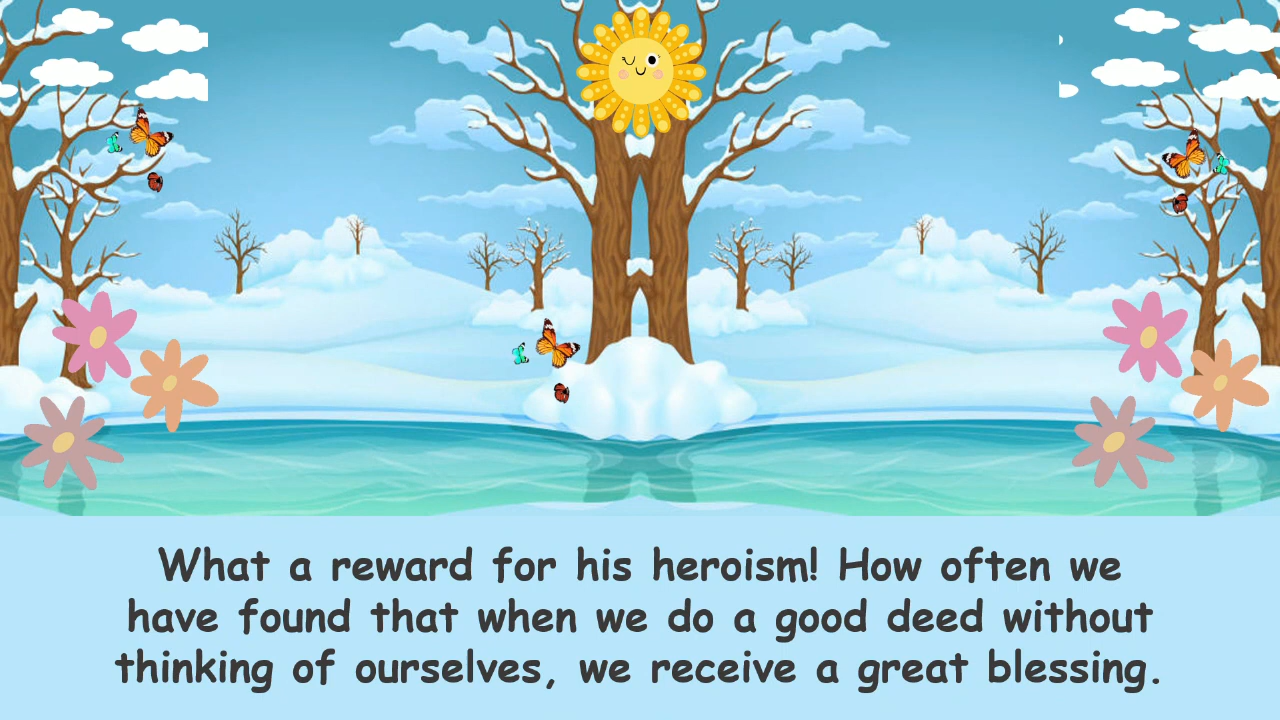 What a reward for his heroism! How often we
have found that when we do a good deed without
thinking of ourselves, we receive a great blessing.